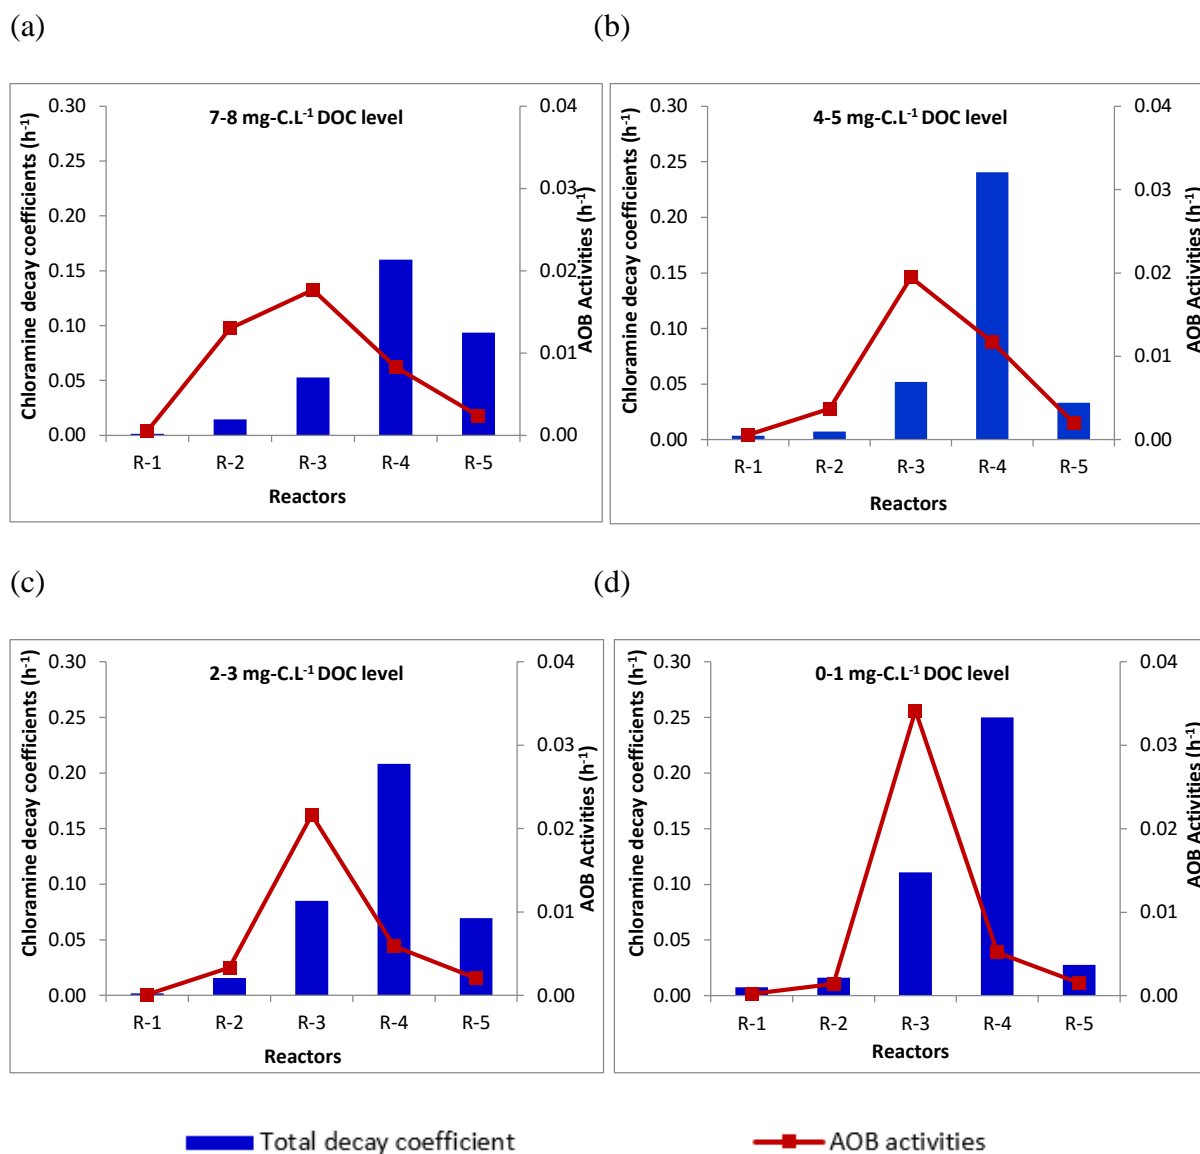 (a)
7-8 mg-C.L⁻¹ DOC level
Chloramine decay coefficients (h⁻¹)
0.30
0.25
0.20
0.15
0.10
0.05
0.00
0.04
0.03
0.02
0.01
0.00
AOB Activities (h⁻¹)
R-1 R-2 R-3 R-4 R-5
Reactors
(b)
4-5 mg-C.L⁻¹ DOC level
Chloramine decay coefficients (h⁻¹)
0.30
0.25
0.20
0.15
0.10
0.05
0.00
0.04
0.03
0.02
0.01
0.00
AOB Activities (h⁻¹)
R-1 R-2 R-3 R-4 R-5
Reactors
(c)
2-3 mg-C.L⁻¹ DOC level
Chloramine decay coefficients (h⁻¹)
0.30
0.25
0.20
0.15
0.10
0.05
0.00
0.04
0.03
0.02
0.01
0.00
AOB Activities (h⁻¹)
R-1 R-2 R-3 R-4 R-5
Reactors
(d)
0-1 mg-C.L⁻¹ DOC level
Chloramine decay coefficients (h⁻¹)
0.30
0.25
0.20
0.15
0.10
0.05
0.00
0.04
0.03
0.02
0.01
0.00
AOB Activities (h⁻¹)
R-1 R-2 R-3 R-4 R-5
Reactors
Total decay coefficient
AOB activities